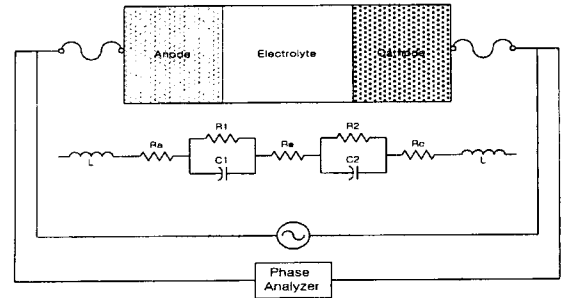 Anode Electrolyte Cathode
R1 R2
L Ra Re Rc L
C1 C2
Phase
Analyzer